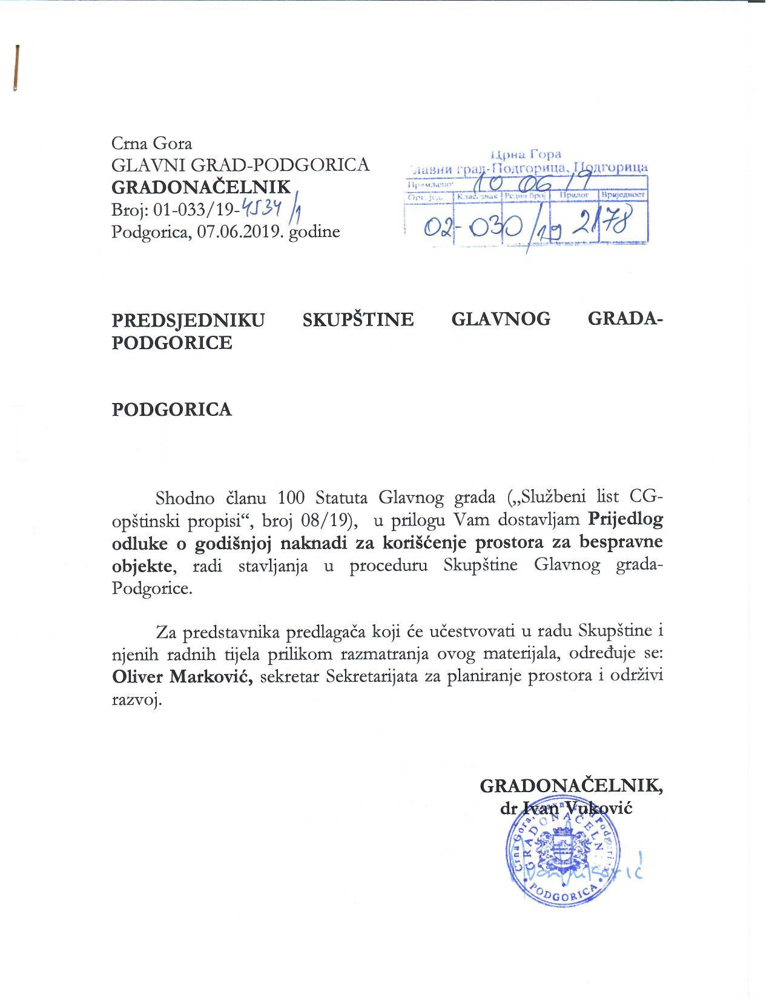 Crna Gora
GLAVNI GRAD-PODGORICA
GRADONAČELNIK
Broj: 01-033/19-4534/1
Podgorica, 07.06.2019. godine
Црна Гора
лавни град-Подгорица, Подгорица
Примљено: 10 06 19
Орг. јед. Клас. знак Редни број Прилог Вриједност
02-030/19 2178
PREDSJEDNIKU SKUPŠTINE GLAVNOG GRADA-
PODGORICE
PODGORICA
Shodno članu 100 Statuta Glavnog grada („Službeni list CG-
opštinski propisi“, broj 08/19), u prilogu Vam dostavljam Prijedlog
odluke o godišnjoj naknadi za korišćenje prostora za bespravne
objekte, radi stavljanja u proceduru Skupštine Glavnog grada-
Podgorice.
Za predstavnika predlagača koji će učestvovati u radu Skupštine i
njenih radnih tijela prilikom razmatranja ovog materijala, određuje se:
Oliver Marković, sekretar Sekretarijata za planiranje prostora i održivi
razvoj.
GRADONAČELNIK,
dr Ivan Vuković
Crna Gora, Glavni grad Podgori
GRADONAČELN
PODGORICA